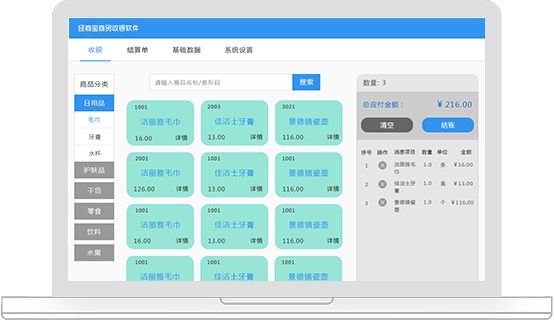 经商宝商贸收银软件
收银 结算单 基础数据 系统设置
商品分类
日用品
毛巾
牙膏
水杯
护肤品
干货
零食
饮料
水果
请输入商品名称/条形码 搜索
1001
洁丽雅毛巾
16.00 详情
2003
佳洁士牙膏
13.00 详情
3021
景德镇瓷壶
116.00 详情
2001
洁丽雅毛巾
126.00 详情
1001
佳洁士牙膏
13.00 详情
1001
景德镇瓷壶
116.00 详情
1001
洁丽雅毛巾
16.00 详情
1001
佳洁士牙膏
13.00 详情
1001
景德镇瓷壶
116.00 详情
1001
洁丽雅毛巾
1001
佳洁士牙膏
1001
景德镇瓷壶
数量: 3
总应付金额: ¥ 216.00
清空 结账
序号 操作 消费项目 数量 单位 金额
1 洁丽雅毛巾 1.0 条 ¥16.00
2 佳洁士牙膏 1.0 盒 ¥13.00
3 景德镇瓷壶 1.0 个 ¥116.00